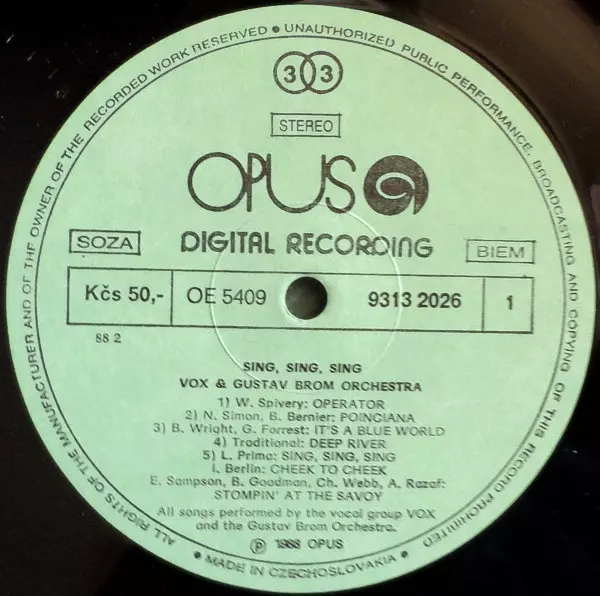 ALL RIGHTS OF THE MANUFACTURER AND OF THE OWNER OF THE RECORDED WORK RESERVED • UNAUTHORIZED PUBLIC PERFORMANCE, BROADCASTING AND COPYING OF THIS RECORD PROHIBITED
33
STEREO
OPUS
SOZA
DIGITAL RECORDING
BIEM
Kčs 50,- OE 5409 9313 2026 1
88 2
SING, SING, SING
VOX & GUSTAV BROM ORCHESTRA
1) W. Spivery: OPERATOR
2) N. Simon, B. Bernier: POINCIANA
3) B. Wright, G. Forrest: IT'S A BLUE WORLD
4) Traditional: DEEP RIVER
5) L. Prima: SING, SING, SING
I. Berlin: CHEEK TO CHEEK
E. Sampson, B. Goodman, Ch. Webb, A. Razaf:
STOMPIN' AT THE SAVOY
All songs performed by the vocal group VOX
and the Gustav Brom Orchestra.
Ⓟ 1988 OPUS
• MADE IN CZECHOSLOVAKIA •